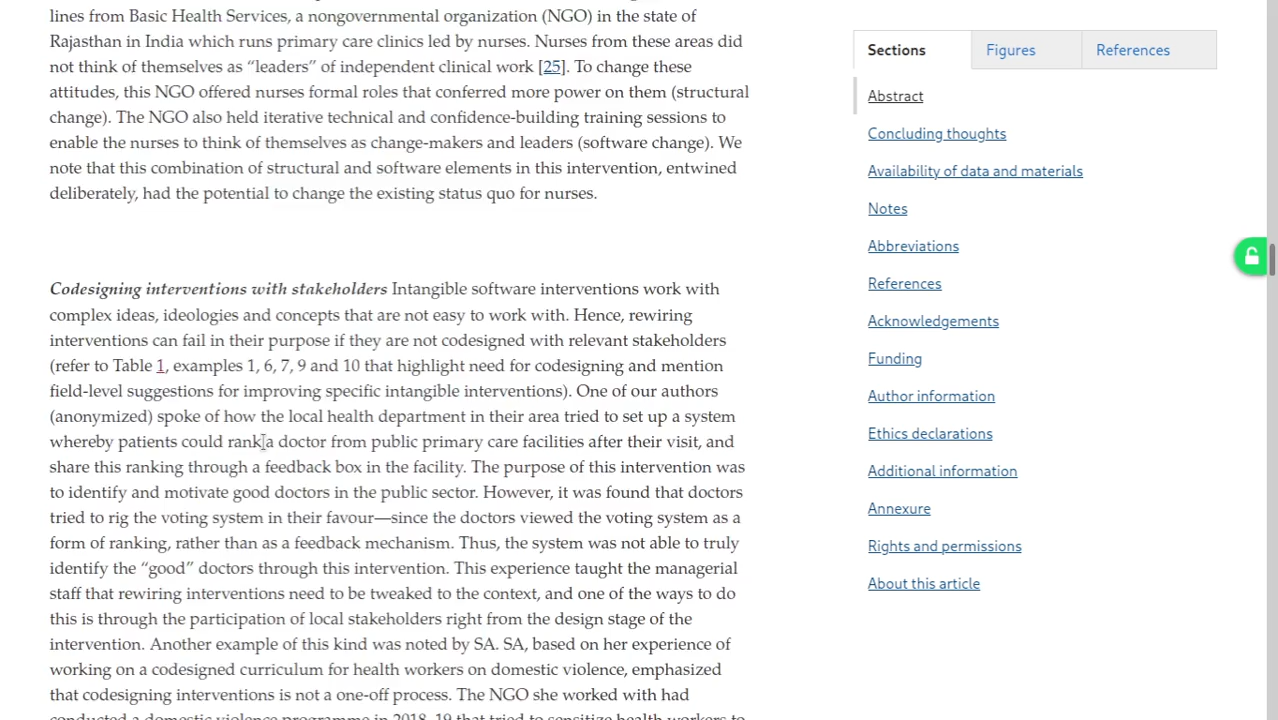 lines from Basic Health Services, a nongovernmental organization (NGO) in the state of
Rajasthan in India which runs primary care clinics led by nurses. Nurses from these areas did
not think of themselves as “leaders” of independent clinical work [25]. To change these
attitudes, this NGO offered nurses formal roles that conferred more power on them (structural
change). The NGO also held iterative technical and confidence-building training sessions to
enable the nurses to think of themselves as change-makers and leaders (software change). We
note that this combination of structural and software elements in this intervention, entwined
deliberately, had the potential to change the existing status quo for nurses.
Codesigning interventions with stakeholders Intangible software interventions work with
complex ideas, ideologies and concepts that are not easy to work with. Hence, rewiring
interventions can fail in their purpose if they are not codesigned with relevant stakeholders
(refer to Table 1, examples 1, 6, 7, 9 and 10 that highlight need for codesigning and mention
field-level suggestions for improving specific intangible interventions). One of our authors
(anonymized) spoke of how the local health department in their area tried to set up a system
whereby patients could rank a doctor from public primary care facilities after their visit, and
share this ranking through a feedback box in the facility. The purpose of this intervention was
to identify and motivate good doctors in the public sector. However, it was found that doctors
tried to rig the voting system in their favour—since the doctors viewed the voting system as a
form of ranking, rather than as a feedback mechanism. Thus, the system was not able to truly
identify the “good” doctors through this intervention. This experience taught the managerial
staff that rewiring interventions need to be tweaked to the context, and one of the ways to do
this is through the participation of local stakeholders right from the design stage of the
intervention. Another example of this kind was noted by SA. SA, based on her experience of
working on a codesigned curriculum for health workers on domestic violence, emphasized
that codesigning interventions is not a one-off process. The NGO she worked with had
conducted a domestic violence programme in 2018–19 that tried to sensitize health workers to
Sections
Figures
References
Abstract
Concluding thoughts
Availability of data and materials
Notes
Abbreviations
References
Acknowledgements
Funding
Author information
Ethics declarations
Additional information
Annexure
Rights and permissions
About this article